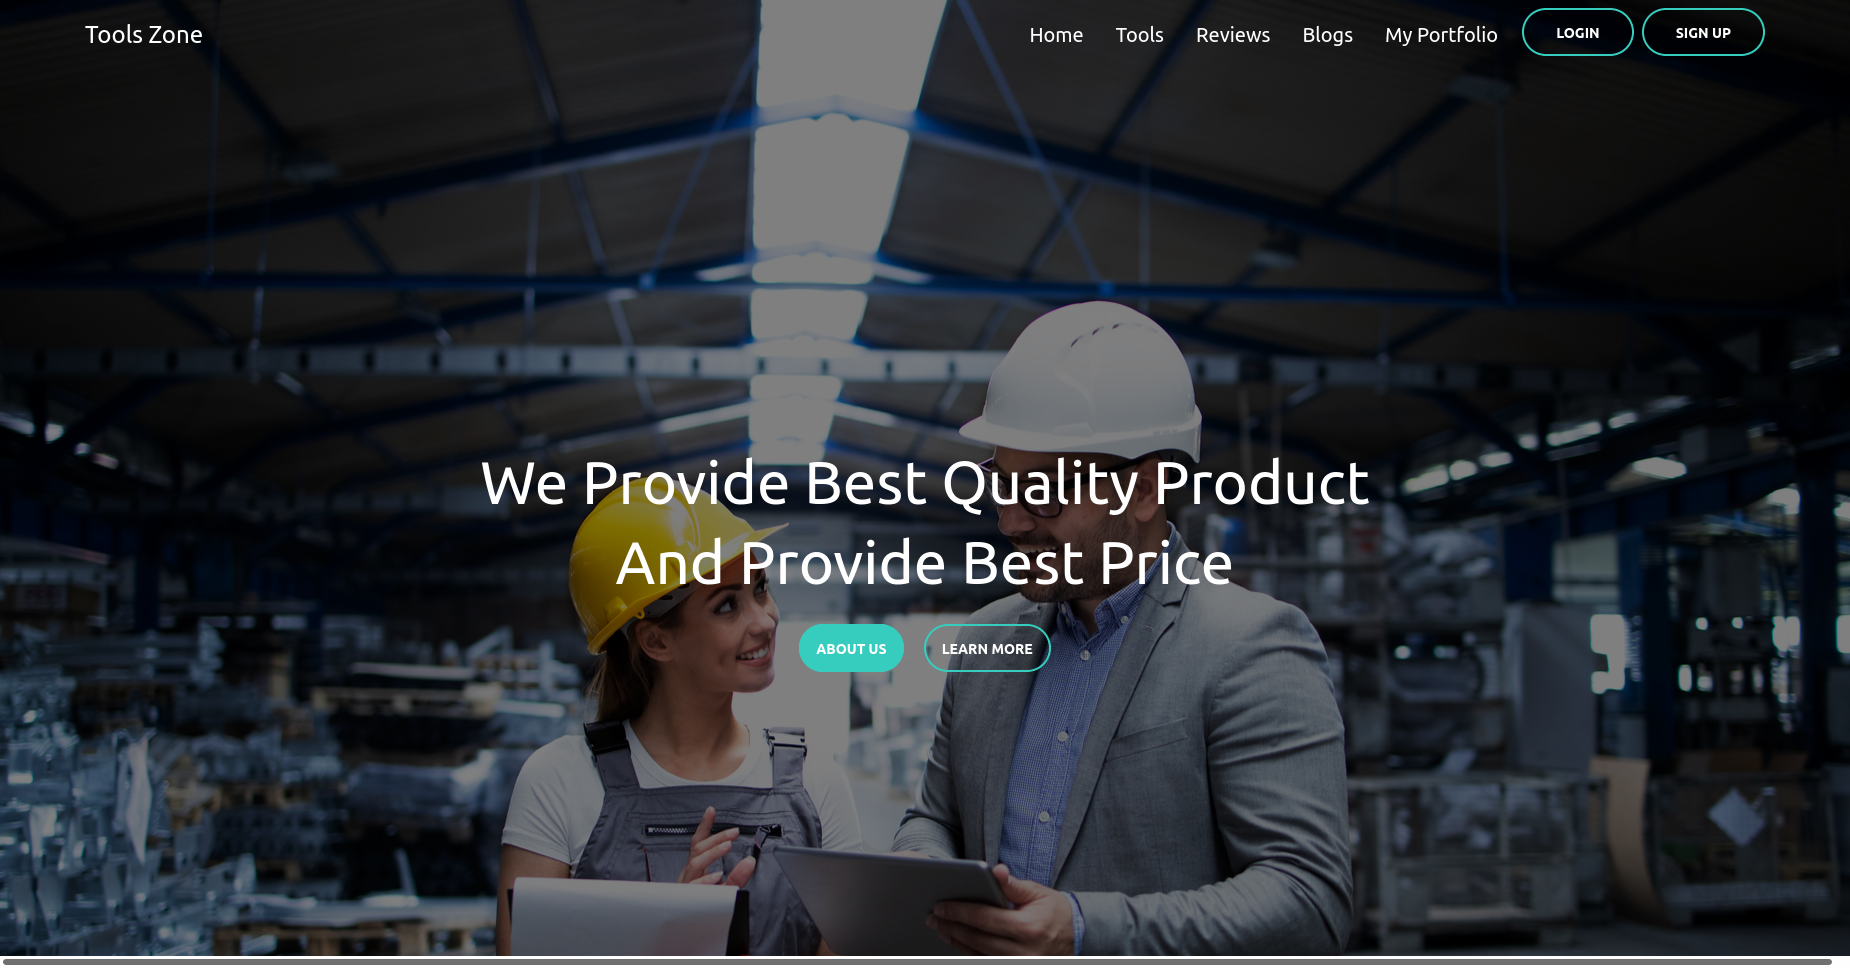 Tools Zone
Home
Tools
Reviews
Blogs
My Portfolio
LOGIN
SIGN UP
We Provide Best Quality Product
And Provide Best Price
ABOUT US
LEARN MORE